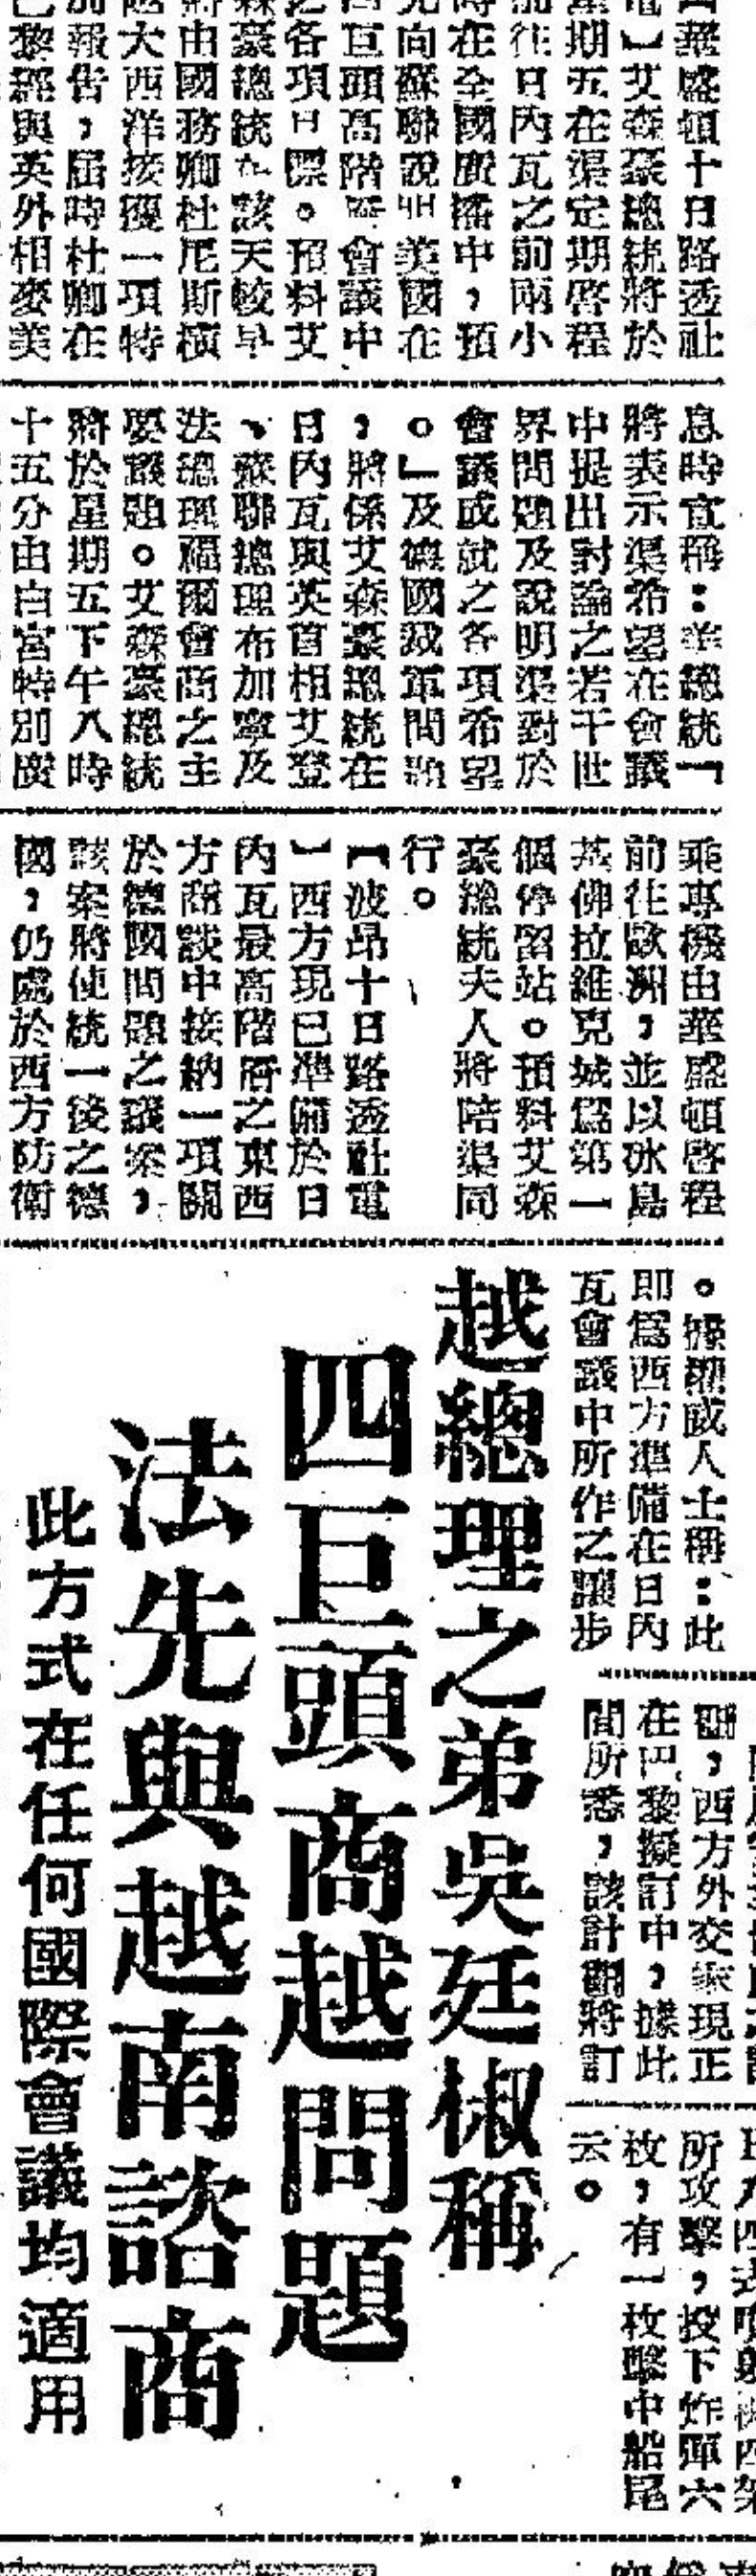 華盛頓十日路透社
電】艾森豪總統將於
星期五在渠定期啓程
前往日內瓦之前兩小
時在全國廣播中，預
先向蘇聯說明美國在
四巨頭高階層會議中
之各項目標。預料艾
森豪總統在該天較早
將由國務卿杜尼斯橫
越大西洋接獲一項特
別報告，屆時杜卿在
巴黎經與英外相麥美
息時宣稱：美總統「
將表示渠希望在會議
中提出討論之若干世
界問題及說明渠對於
會議成就之各項希望
。」及德國裁軍問題
，將係艾森豪總統在
日內瓦與英首相艾登
、蘇聯總理布加寧及
法總理福爾會商之主
要議題。艾森豪總統
將於星期五下午八時
十五分由白宮特別廣
乘專機由華盛頓啓程
前往歐洲，並以冰島
基佛拉維克城爲第一
個停留站。預料艾森
豪總統夫人將陪渠同
行。
【波昂十日路透社電
】西方現已準備於日
內瓦最高階層之東西
方商談中接納一項關
於德國問題之議案，
該案將使統一後之德
國，仍處於西方防衛
。據權威人士稱：此
即爲西方準備在日內
瓦會議中所作之讓步
，西方外交家現正
在巴黎擬訂中，據此
間所悉，該計劃將訂
所攻擊，投下炸彈六
枚，有一枚擊中船尾
云。
越總理之弟吳廷椒稱
四巨頭商越問題
法先與越南諮商
此方式在任何國際會議均適用